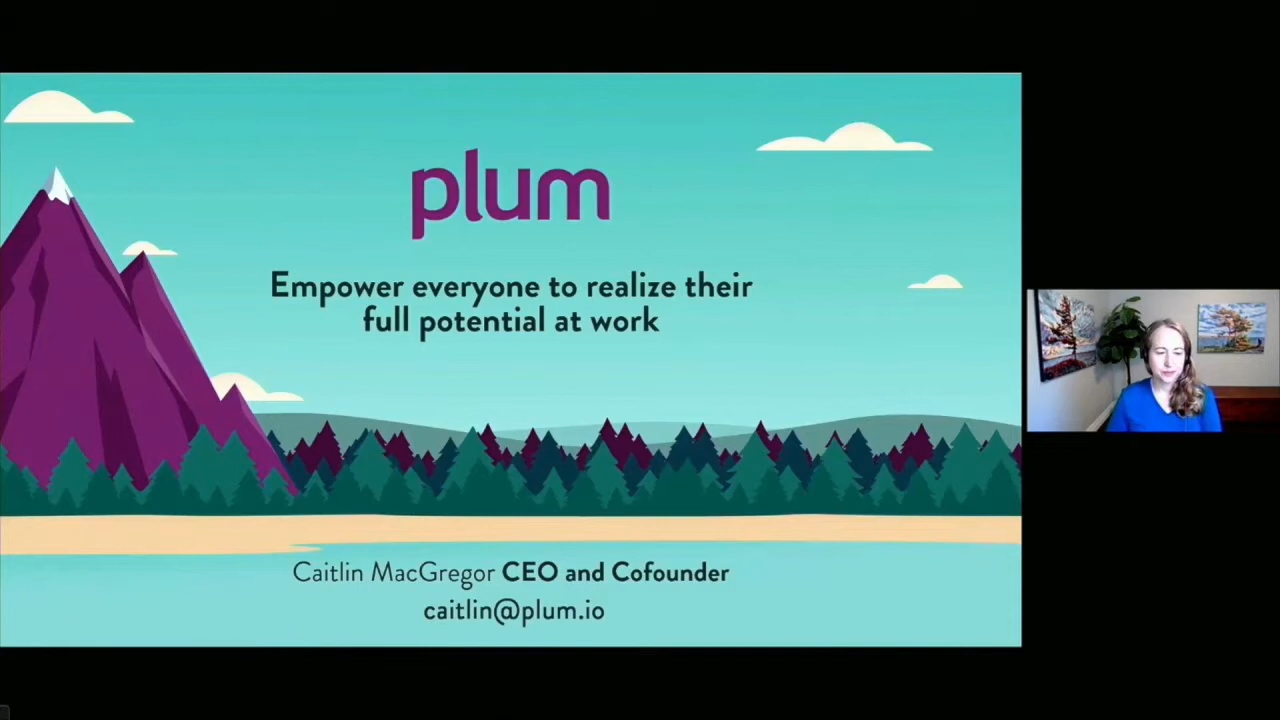 plum
Empower everyone to realize their
full potential at work
Caitlin MacGregor CEO and Cofounder
caitlin@plum.io